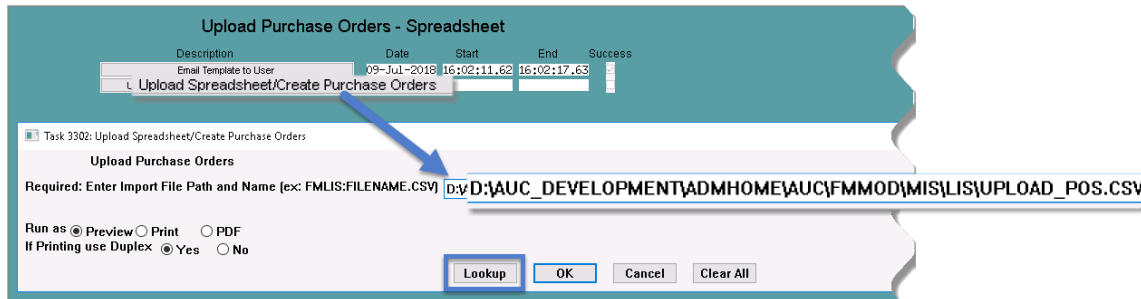 Upload Purchase Orders - Spreadsheet
Description Date Start End Success
Email Template to User 09-Jul-2018 16:02:11.62 16:02:17.63
Upload Spreadsheet/Create Purchase Orders
Task 3302: Upload Spreadsheet/Create Purchase Orders
Upload Purchase Orders
Required: Enter Import File Path and Name (ex: FMLIS:FILENAME.CSV) D:\ D:\AUC_DEVELOPMENT\ADMHOME\AUC\FMMOD\MIS\LIS\UPLOAD_POS.CSV
Run as Preview Print PDF
If Printing use Duplex Yes No
Lookup OK Cancel Clear All